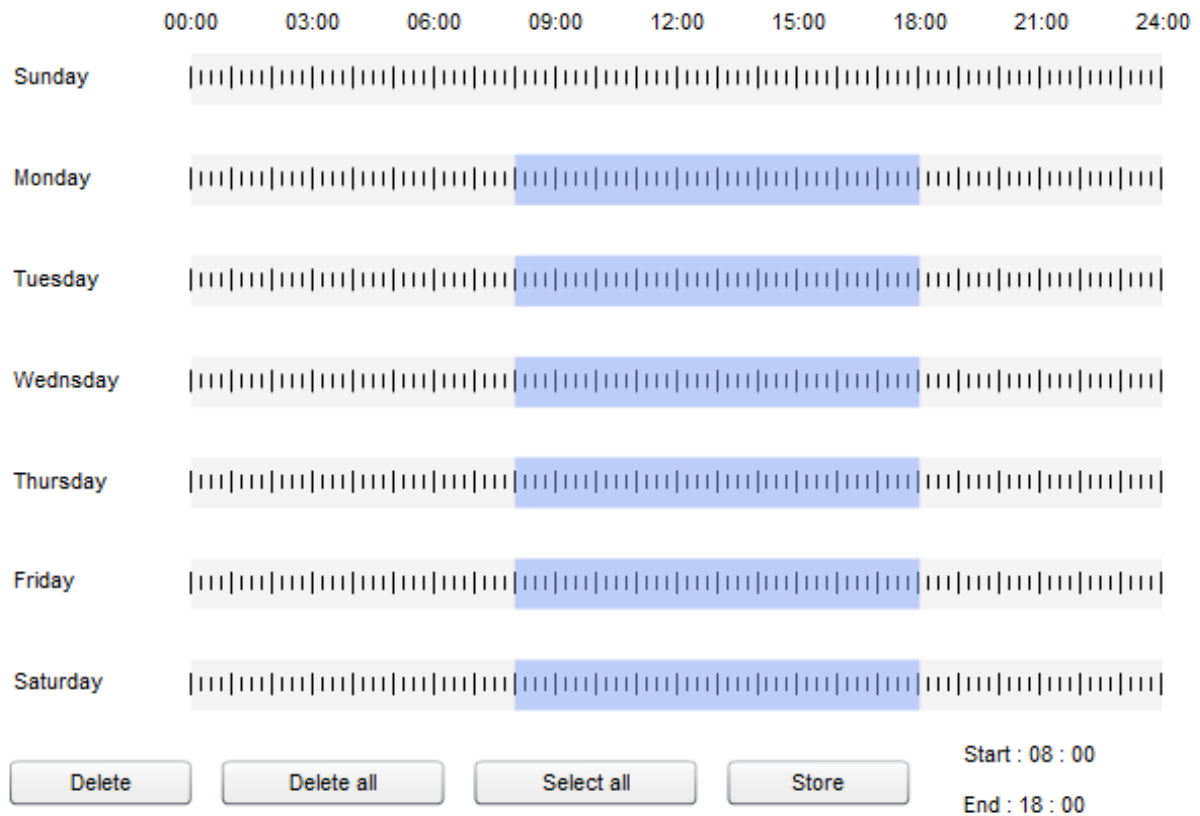 00:00 03:00 06:00 09:00 12:00 15:00 18:00 21:00 24:00
Sunday
Monday
Tuesday
Wednsday
Thursday
Friday
Saturday
Delete Delete all Select all Store
Start : 08 : 00
End : 18 : 00